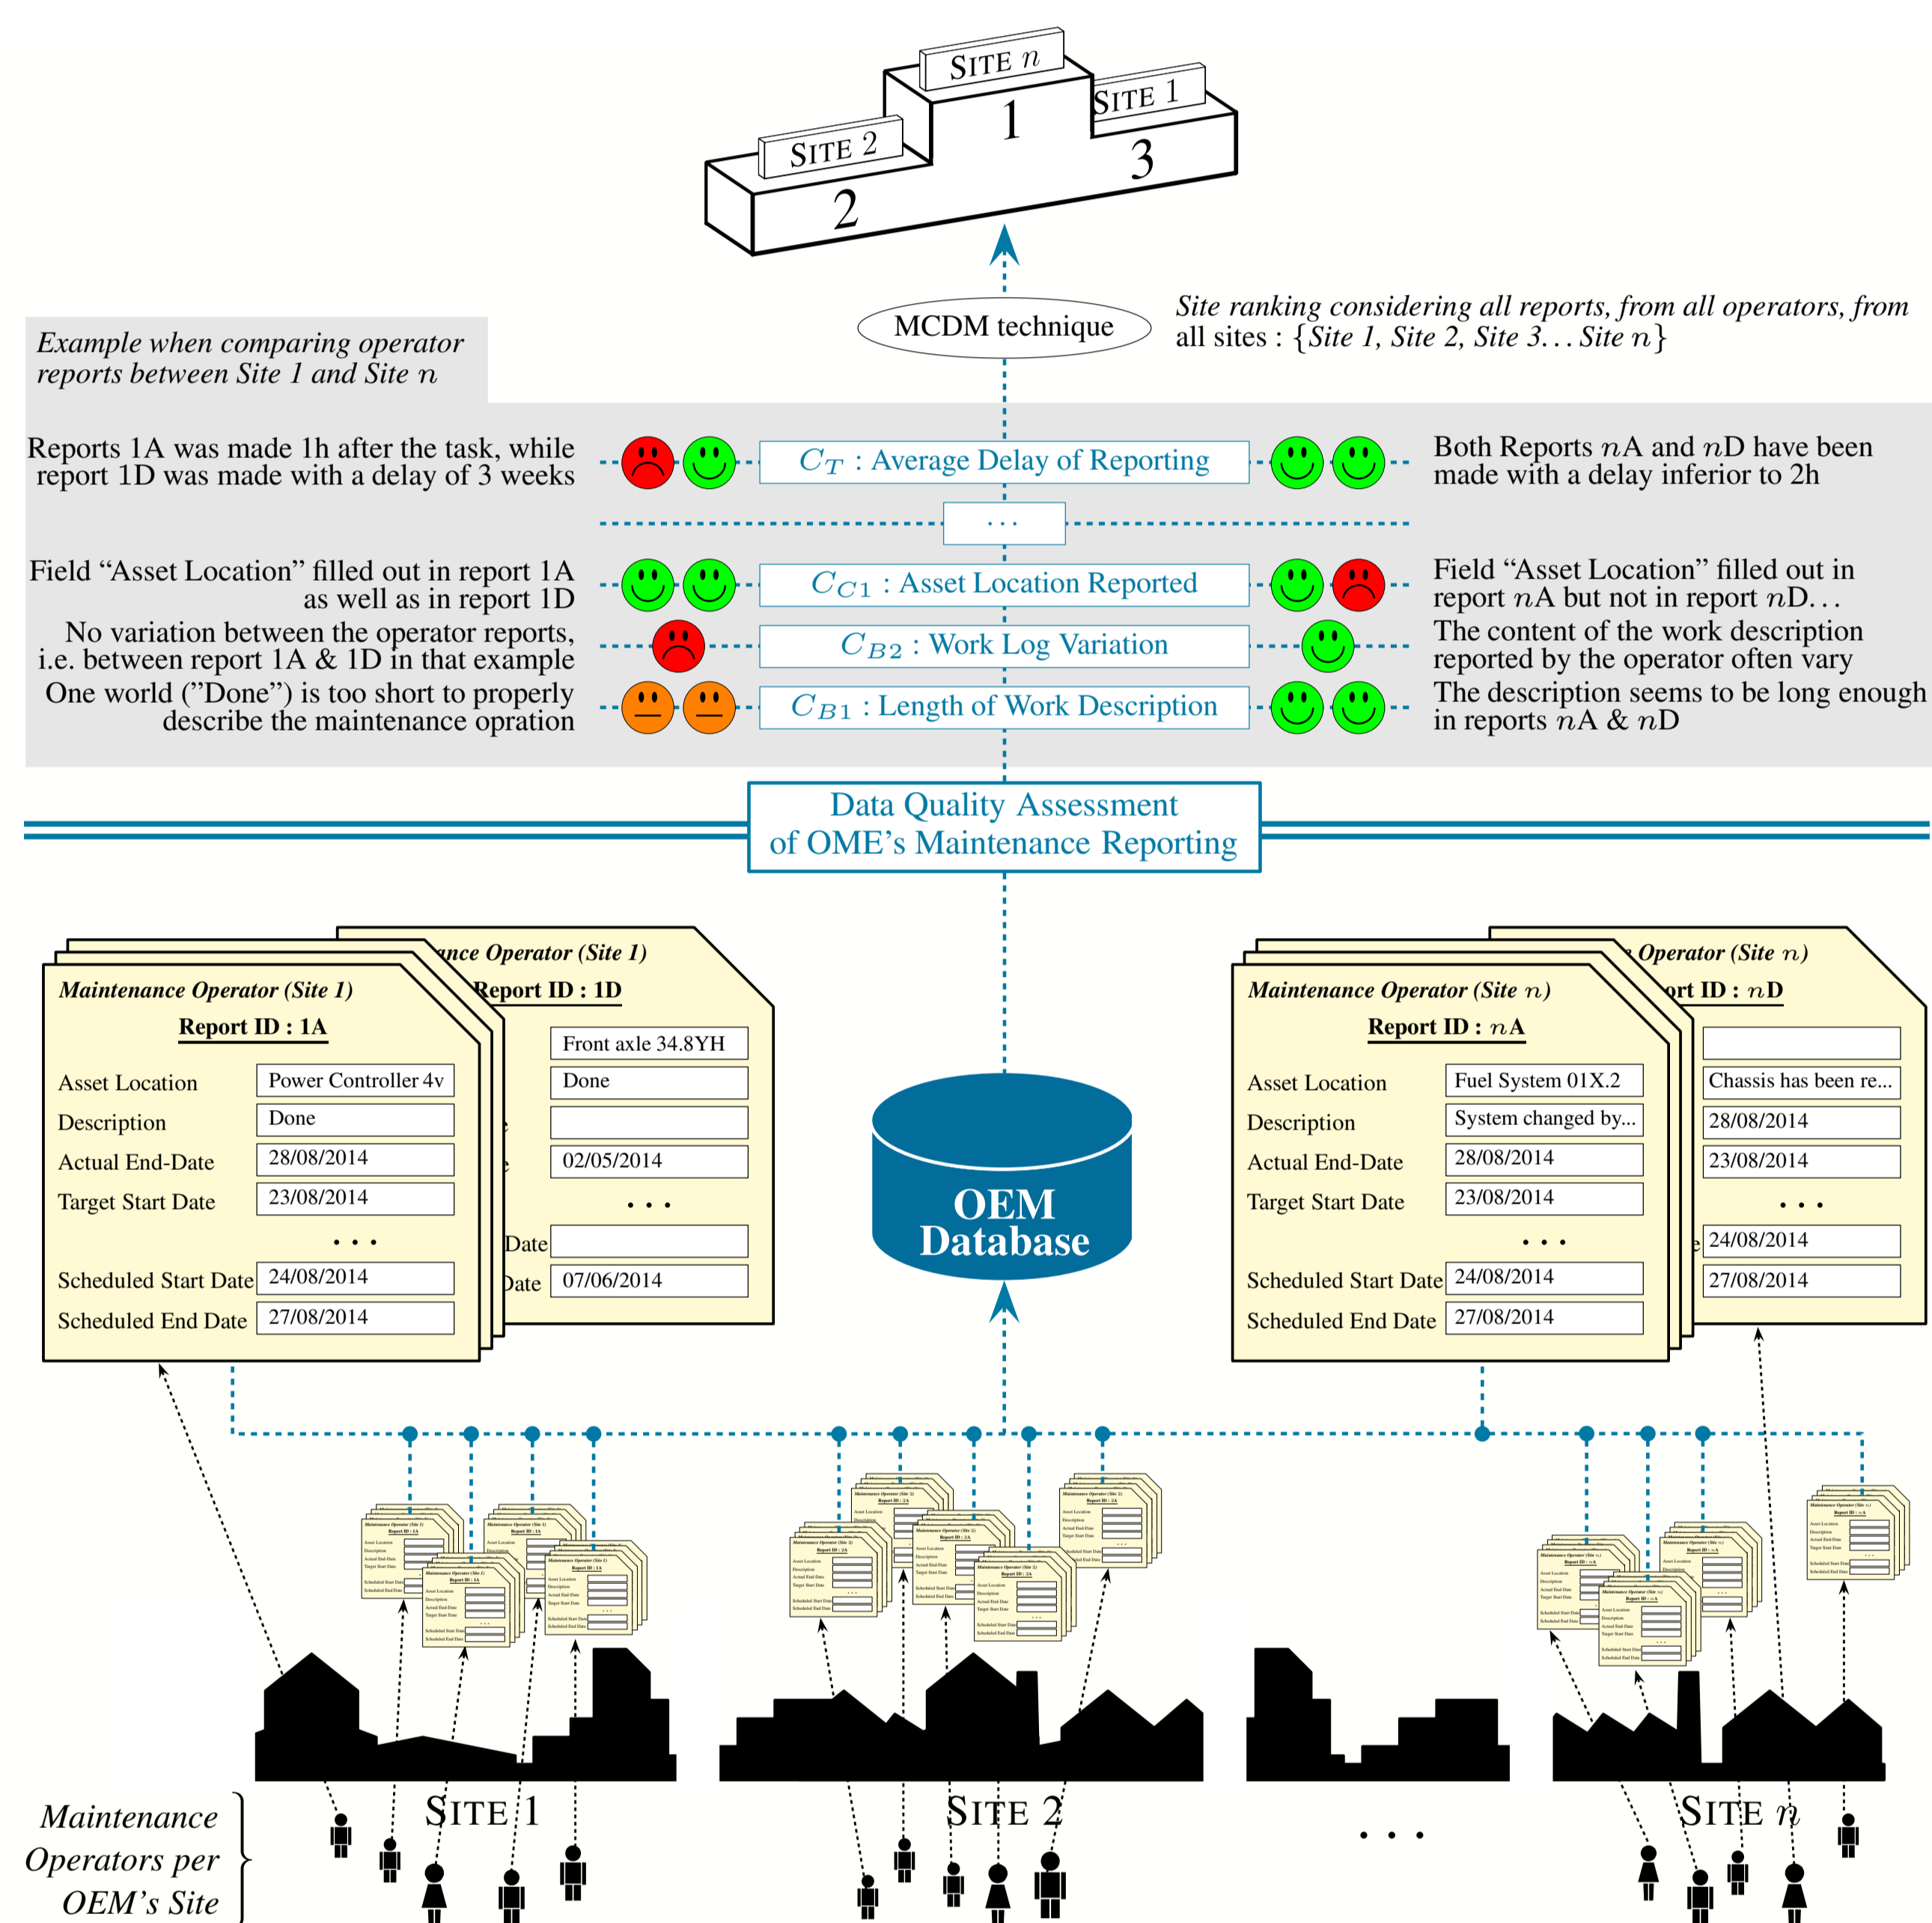 SITE n
SITE 1
SITE 2
1
3
2
MCDM technique
Site ranking considering all reports, from all operators, from
all sites : {Site 1, Site 2, Site 3... Site n}
Example when comparing operator
reports between Site 1 and Site n
Reports 1A was made 1h after the task, while
report 1D was made with a delay of 3 weeks
C_T : Average Delay of Reporting
Both Reports nA and nD have been
made with a delay inferior to 2h
...
Field “Asset Location” filled out in report 1A
as well as in report 1D
C_C1 : Asset Location Reported
Field “Asset Location” filled out in
report nA but not in report nD...
No variation between the operator reports,
i.e. between report 1A & 1D in that example
C_B2 : Work Log Variation
The content of the work description
reported by the operator often vary
One world (”Done”) is too short to properly
describe the maintenance opration
C_B1 : Length of Work Description
The description seems to be long enough
in reports nA & nD
Data Quality Assessment
of OME’s Maintenance Reporting
Maintenance Operator (Site 1)
Report ID : 1A
Asset Location Power Controller 4v
Description Done
Actual End-Date 28/08/2014
Target Start Date 23/08/2014
...
Scheduled Start Date 24/08/2014
Scheduled End Date 27/08/2014
Operator (Site 1)
Report ID : 1D
Front axle 34.8YH
Done
02/05/2014
...
Date
Date 07/06/2014
OEM
Database
Maintenance Operator (Site n)
Report ID : nA
Asset Location Fuel System 01X.2
Description System changed by...
Actual End-Date 28/08/2014
Target Start Date 23/08/2014
...
Scheduled Start Date 24/08/2014
Scheduled End Date 27/08/2014
Operator (Site n)
ID : nD
Chassis has been re...
28/08/2014
23/08/2014
...
24/08/2014
27/08/2014
SITE 1
SITE 2
...
SITE n
Maintenance
Operators per
OEM’s Site